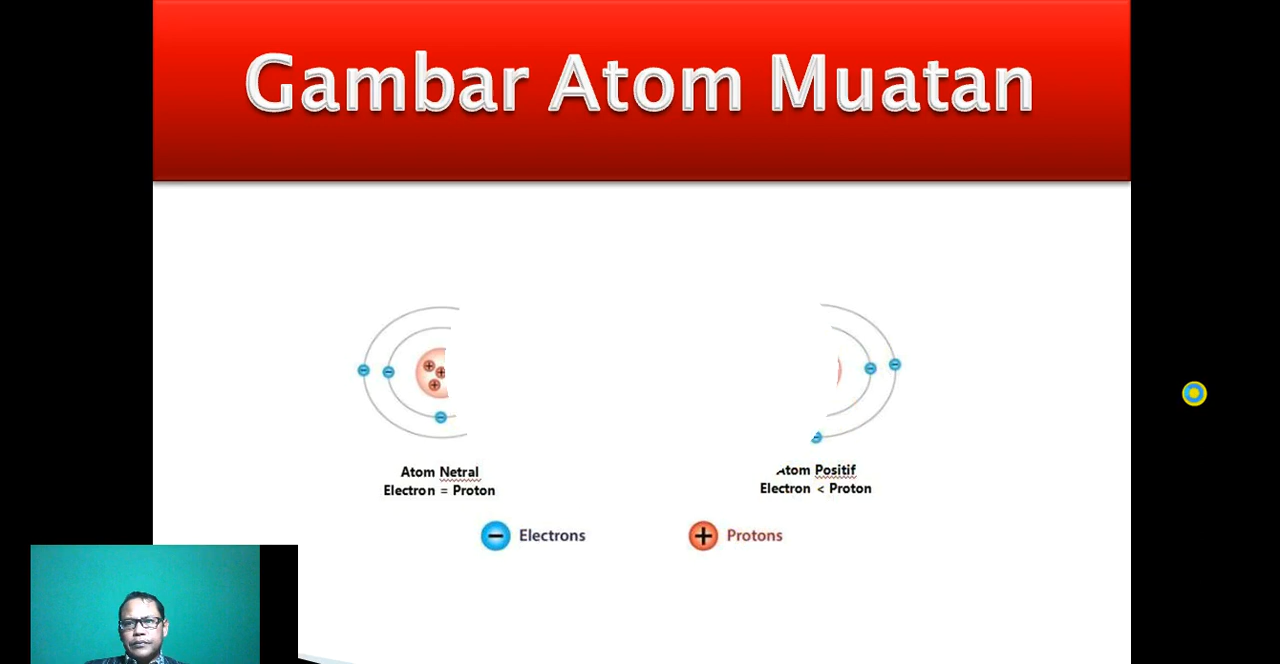 Gambar Atom Muatan
Atom Netral
Electron = Proton
Atom Positif
Electron < Proton
Electrons
Protons